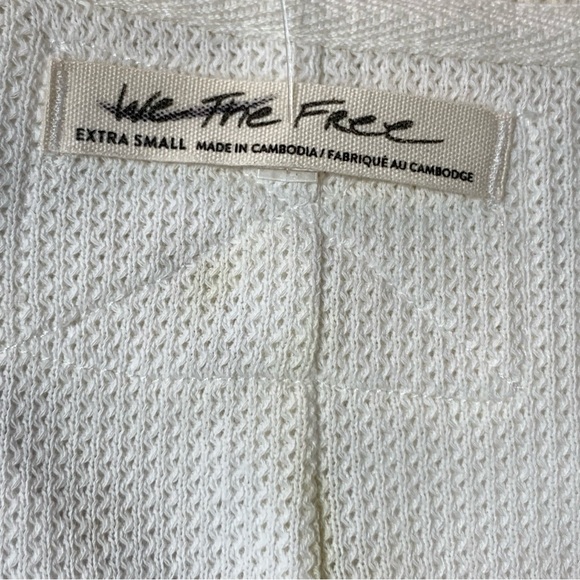 We The Free
EXTRA SMALL MADE IN CAMBODIA / FABRIQUÉ AU CAMBODGE